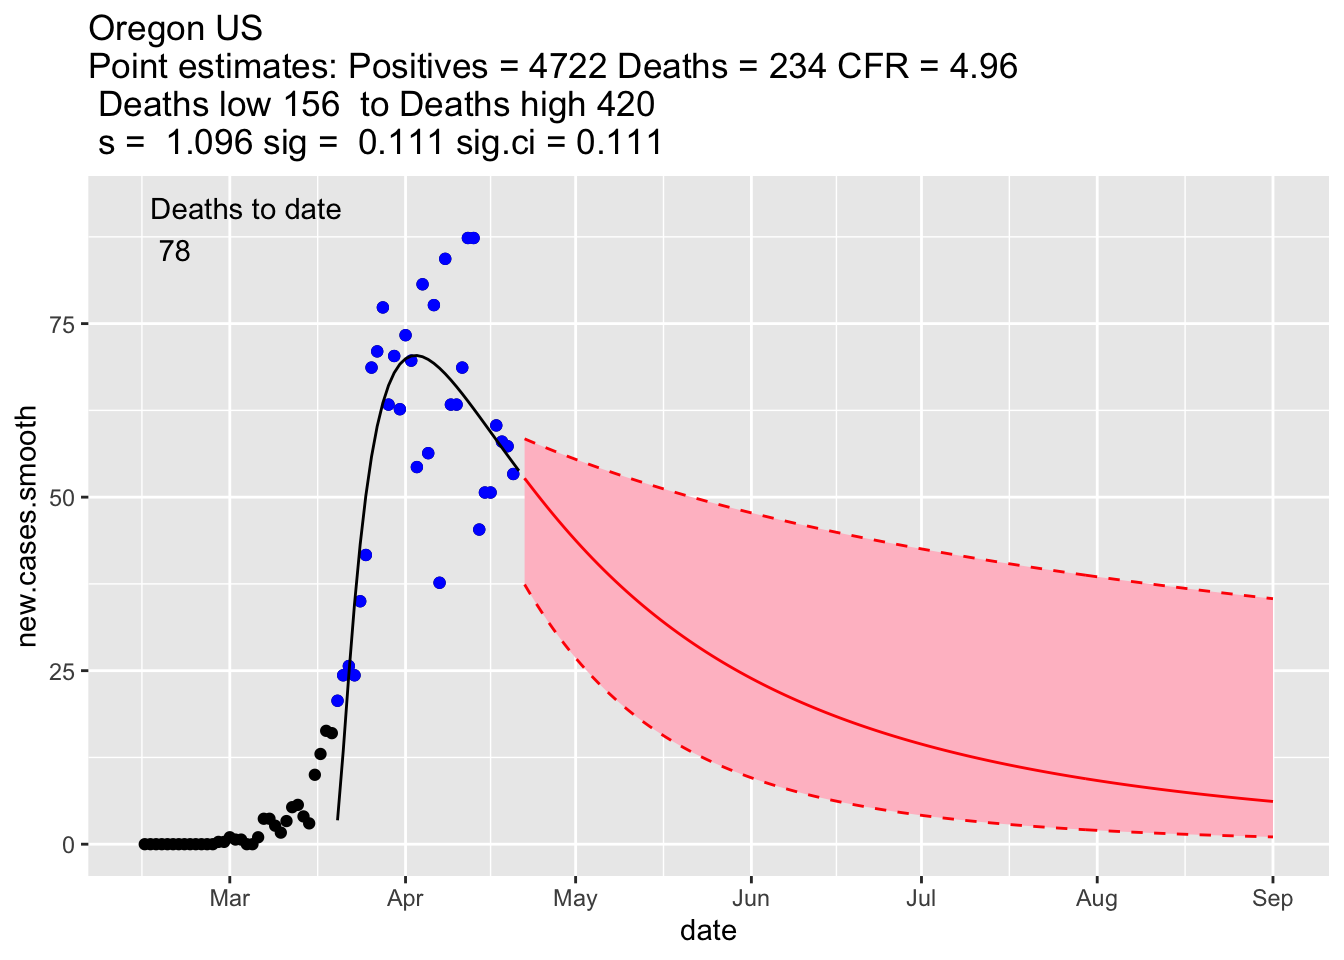 Oregon US
Point estimates: Positives = 4722 Deaths = 234 CFR = 4.96
Deaths low 156 to Deaths high 420
s = 1.096 sig = 0.111 sig.ci = 0.111
Deaths to date
78
75
50
25
0
new.cases.smooth
Mar Apr May Jun Jul Aug Sep
date